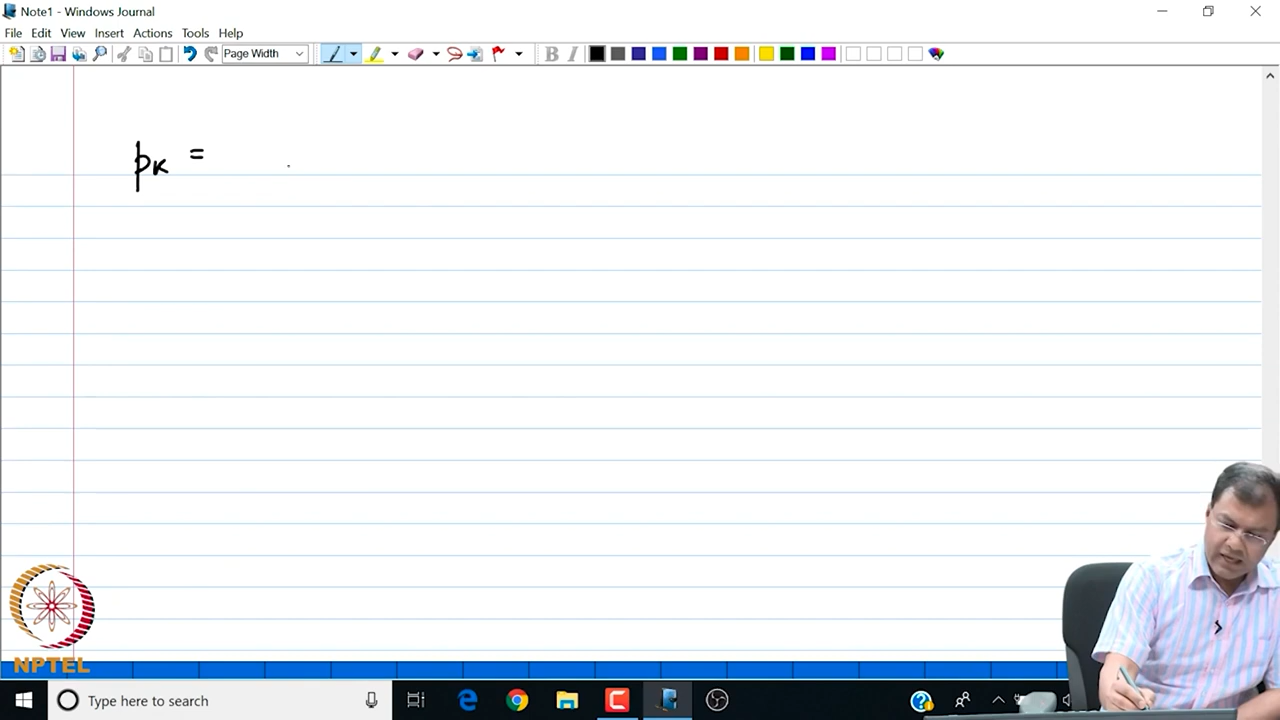 Note1 - Windows Journal
File Edit View Insert Actions Tools Help
Page Width
B I
pK =
NPTEL
Type here to search